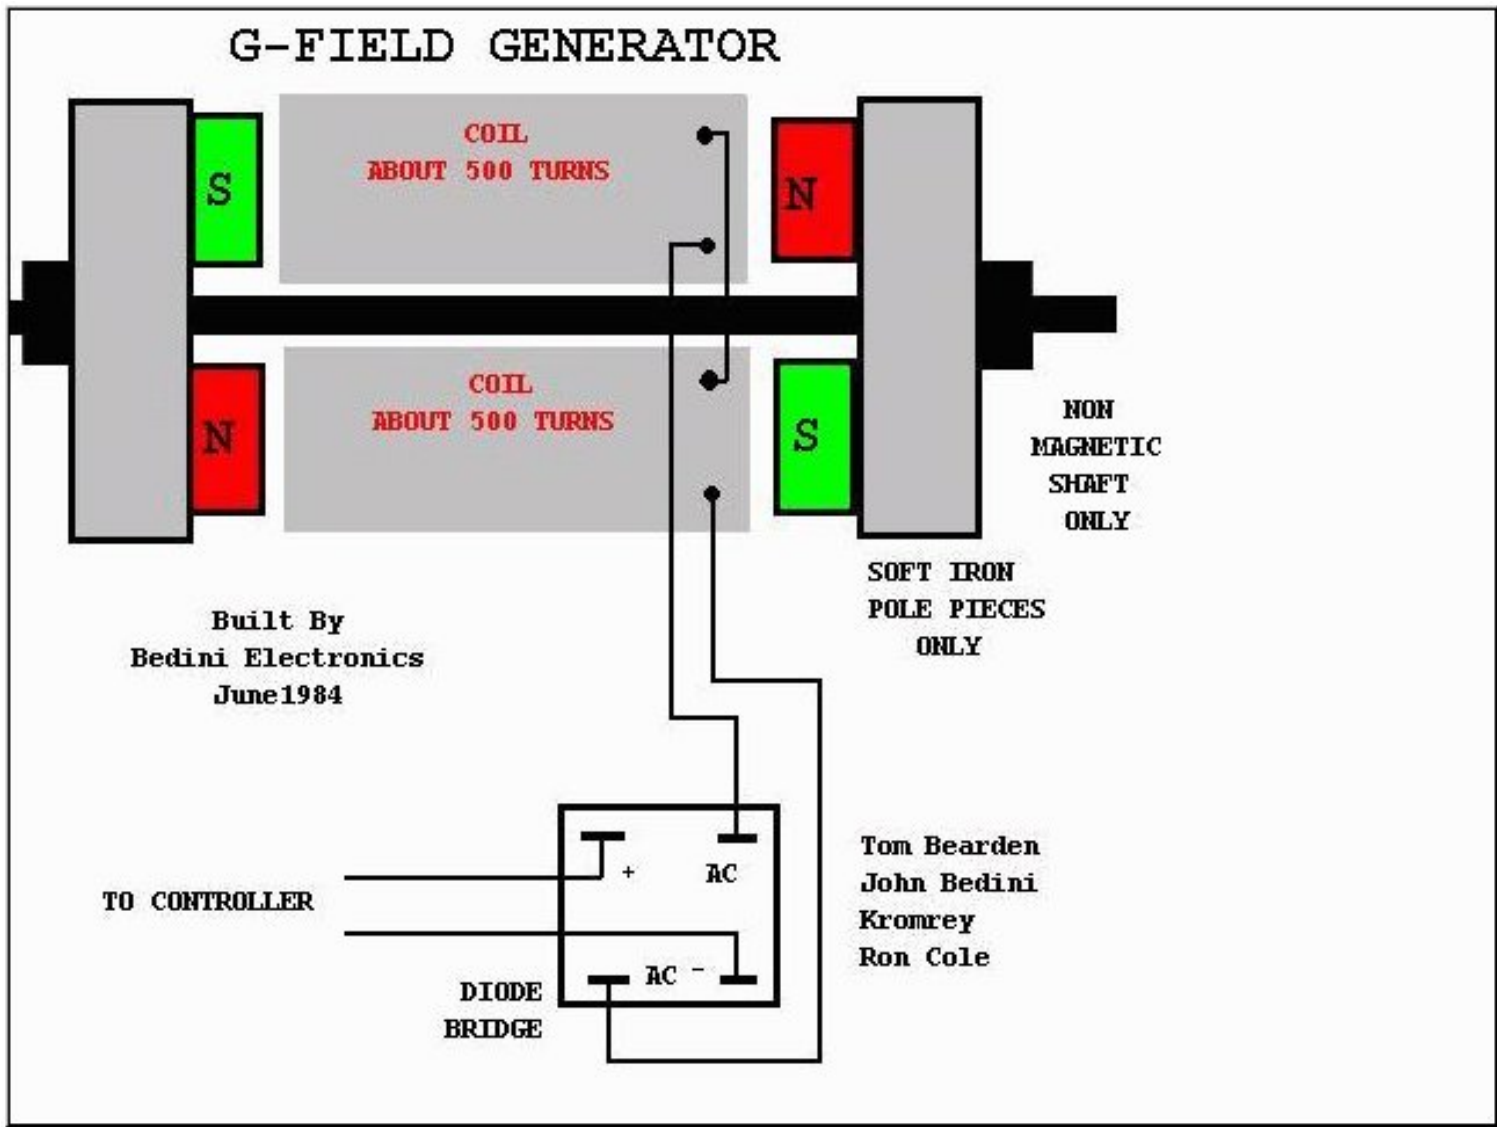 G-FIELD GENERATOR
COIL
ABOUT 500 TURNS
S
N
COIL
ABOUT 500 TURNS
N
S
NON
MAGNETIC
SHAFT
ONLY
SOFT IRON
POLE PIECES
ONLY
Built By
Bedini Electronics
June1984
+
AC
TO CONTROLLER
AC -
DIODE
BRIDGE
Tom Bearden
John Bedini
Kromrey
Ron Cole